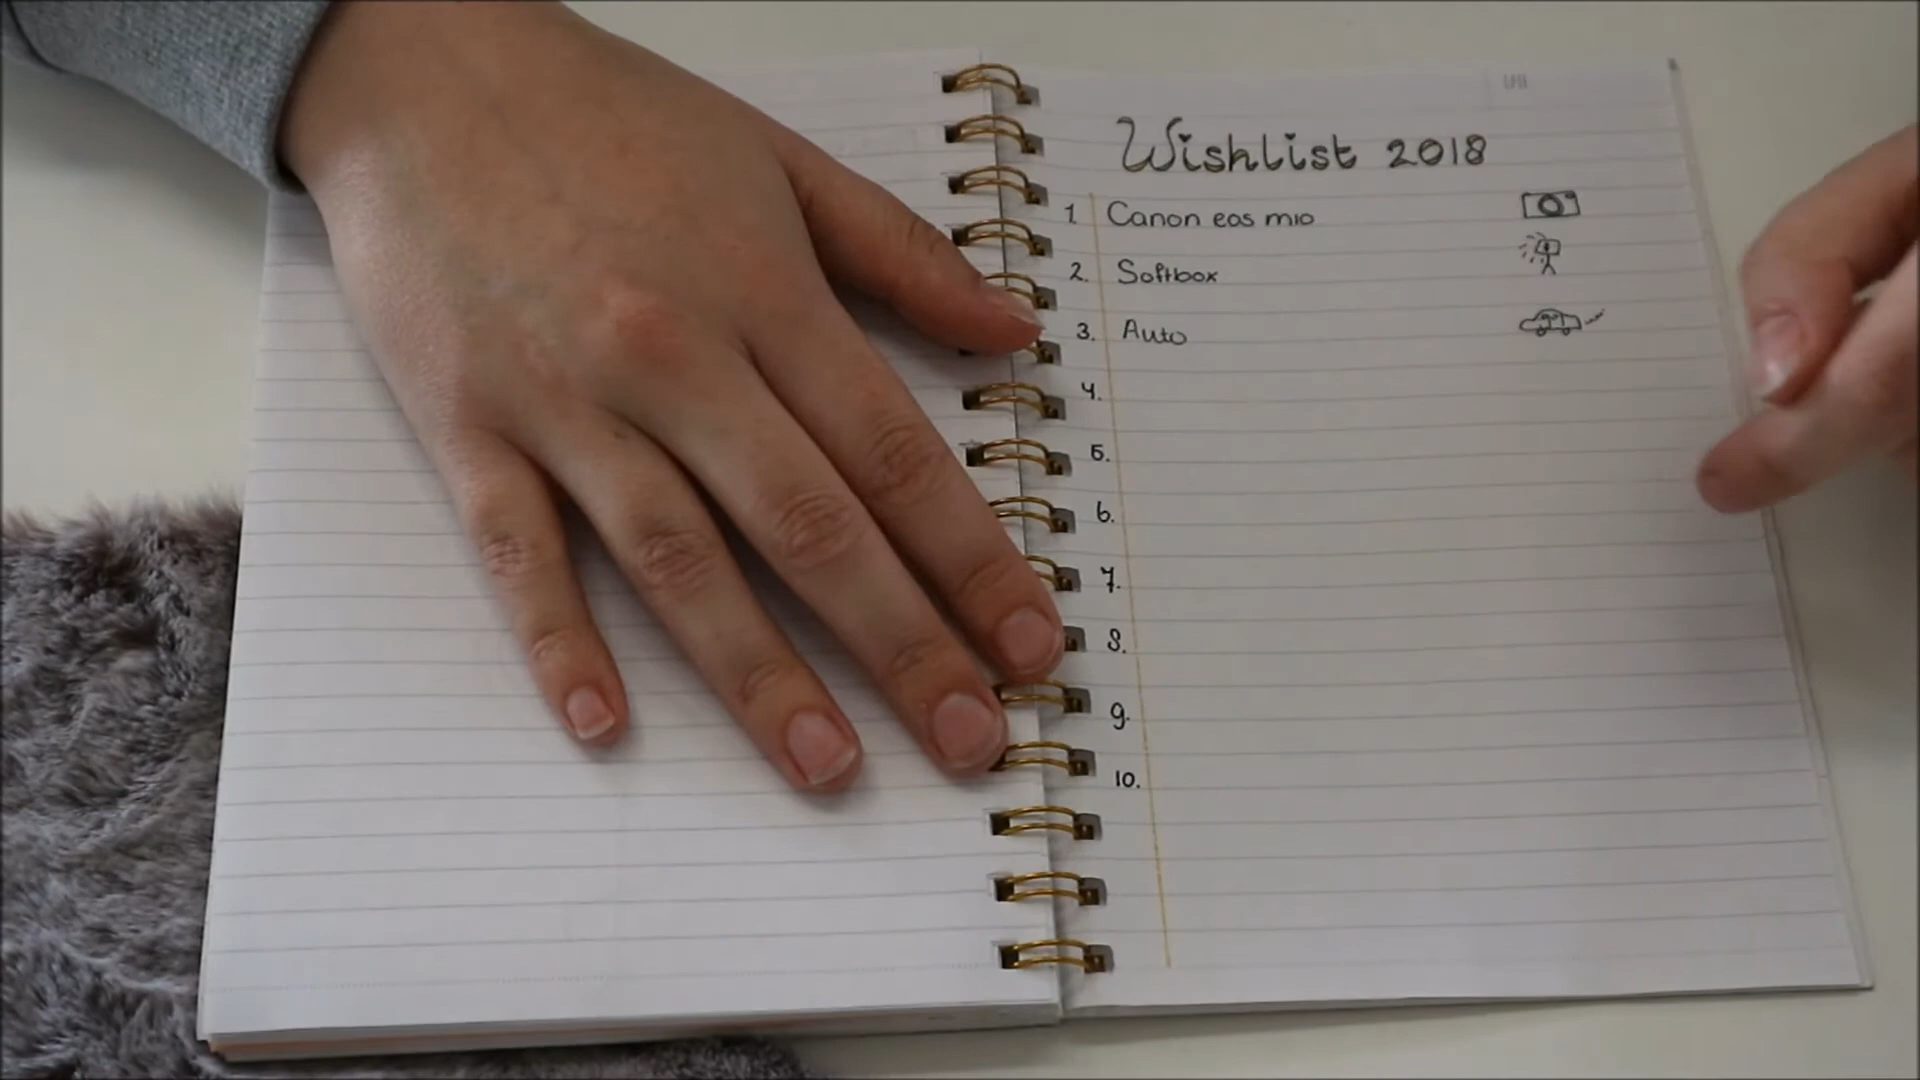 Wishlist 2018
1. Canon eos m10
2. Softbox
3. Auto
4.
5.
6.
7.
8.
9.
10.